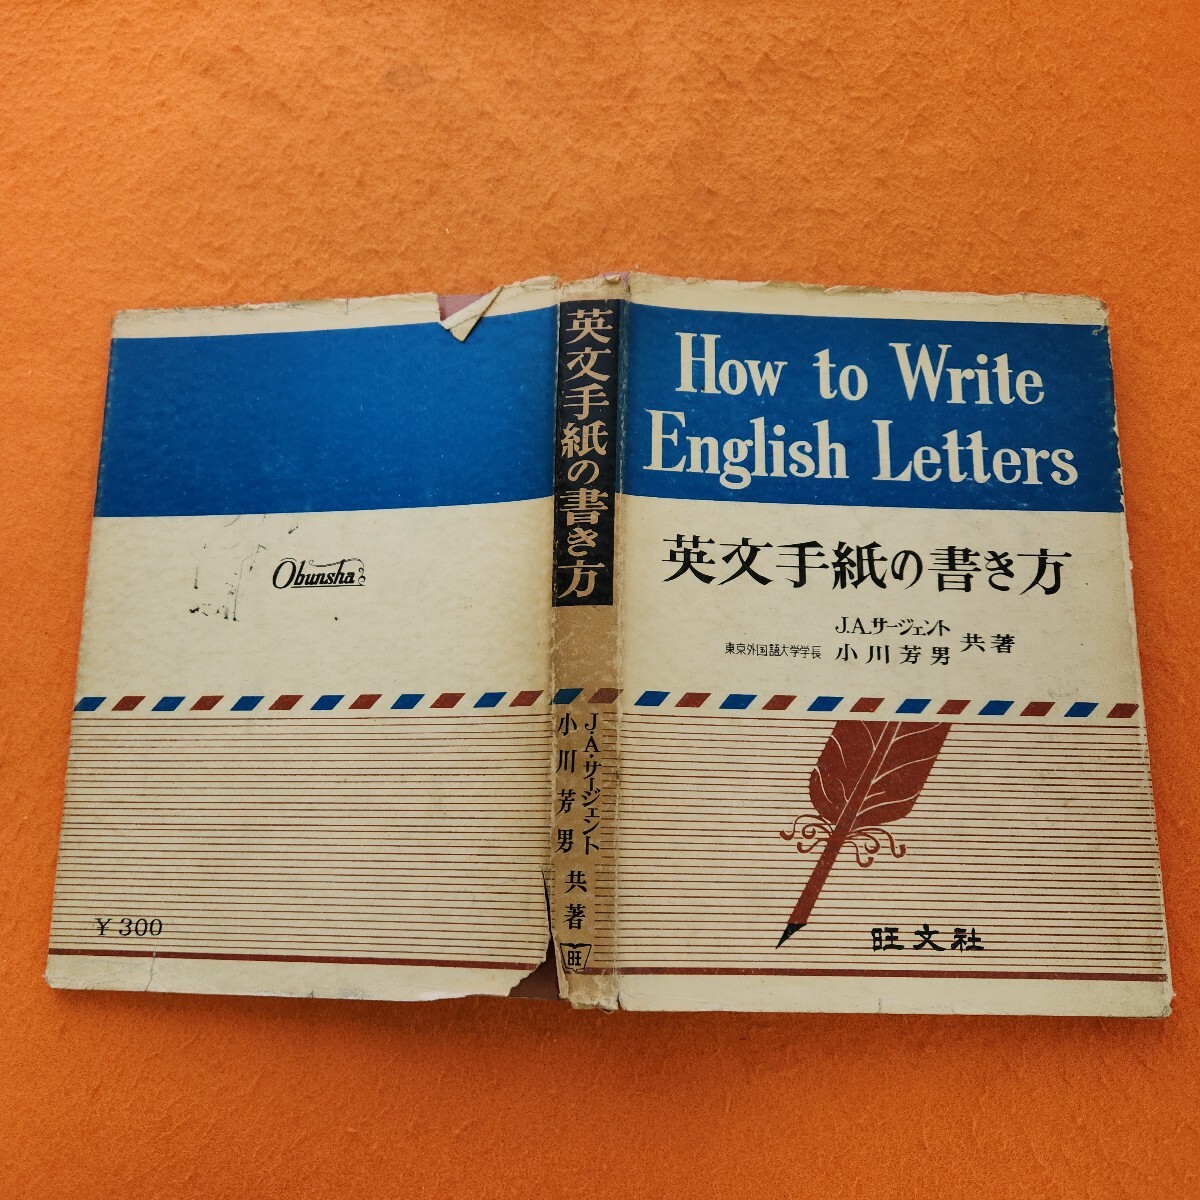 How to Write
English Letters
英文手紙の書き方
J.A.サージェント
東京外国語大学学長 小川芳男 共著
旺文社
英文手紙の書き方
J・A・サージェント
小川芳男
共著
旺
Obunsha
¥300